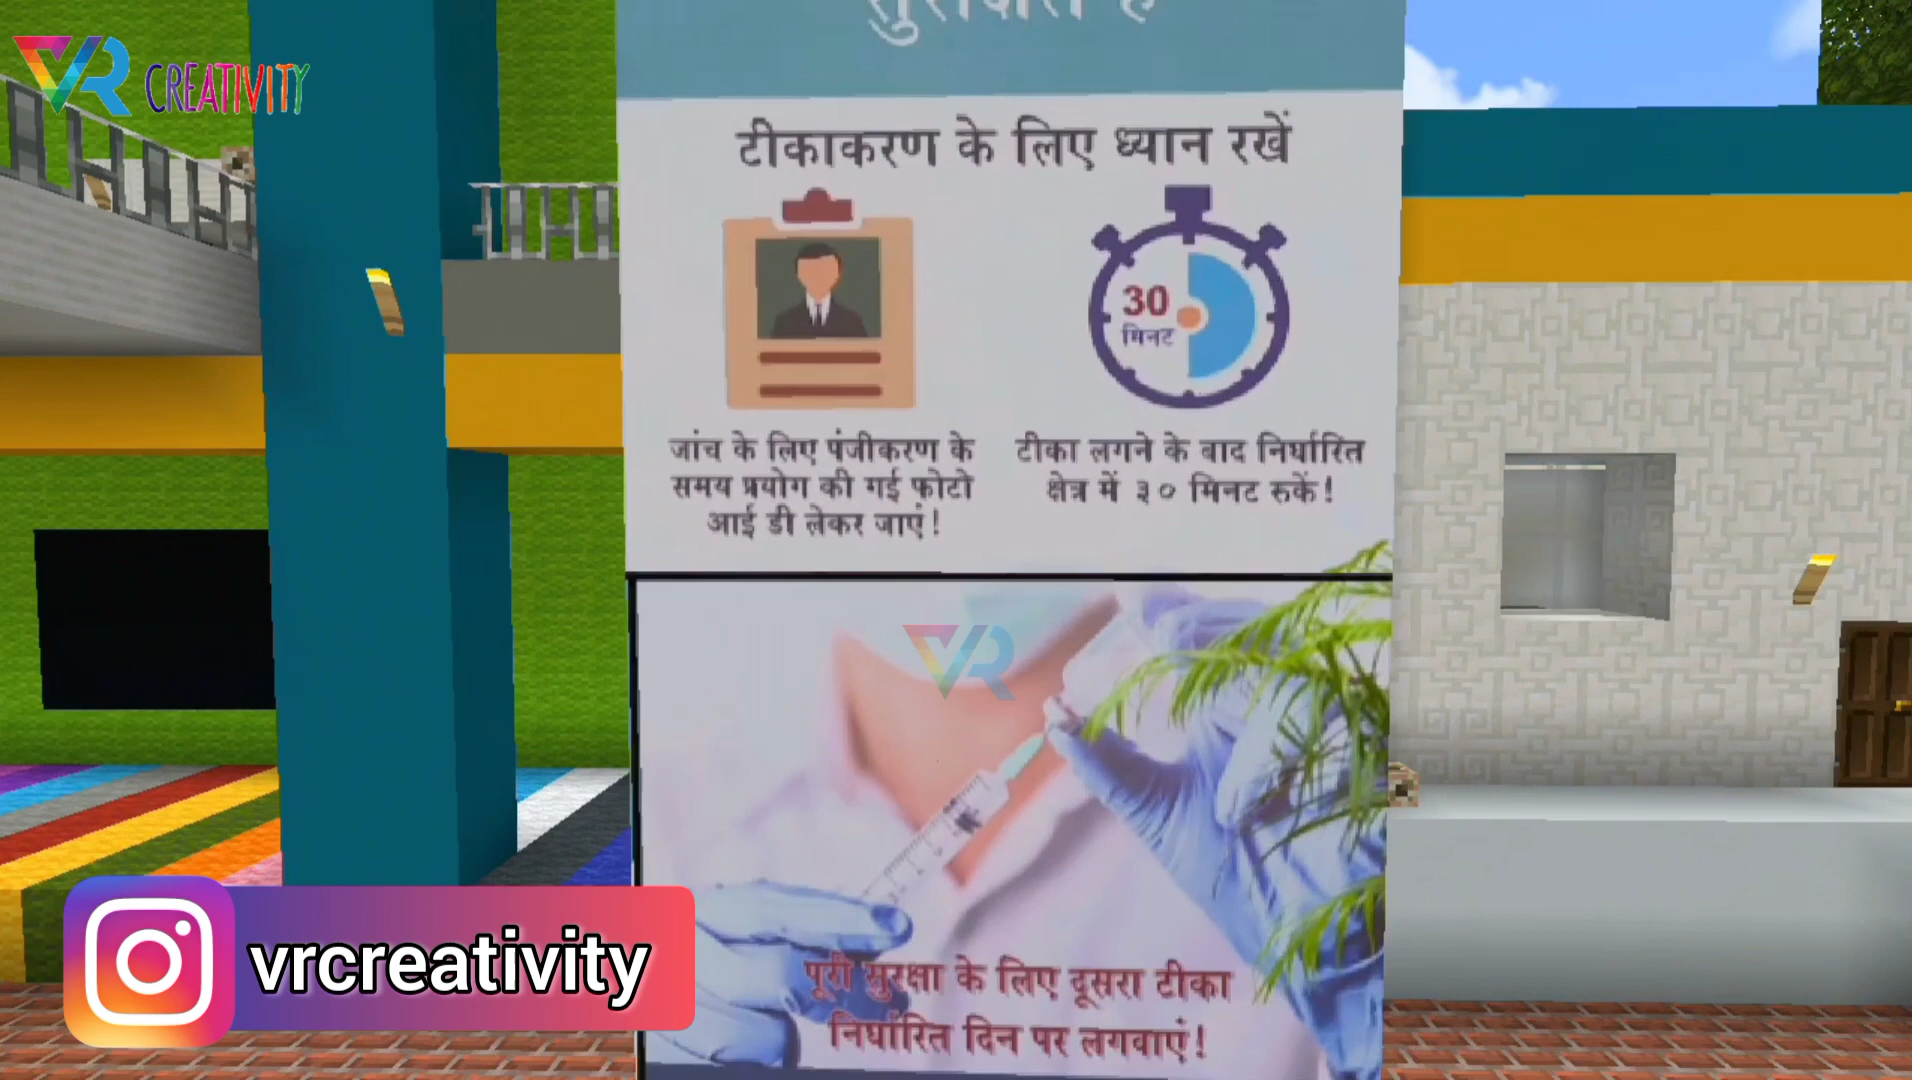 VR CREATIVITY
टीकाकरण के लिए ध्यान रखें
30
मिनट
जांच के लिए पंजीकरण के
समय प्रयोग की गई फोटो
आई डी लेकर जाएं!
टीका लगने के बाद निर्धारित
क्षेत्र में ३० मिनट रुकें!
VR
पूरी सुरक्षा के लिए दूसरा टीका
निर्धारित दिन पर लगवाएं!
vrcreativity